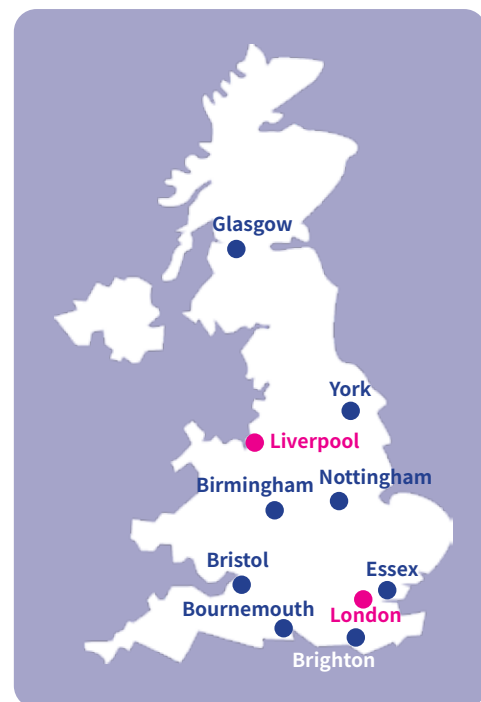 Glasgow
York
Liverpool
Birmingham
Nottingham
Bristol
Essex
Bournemouth
London
Brighton